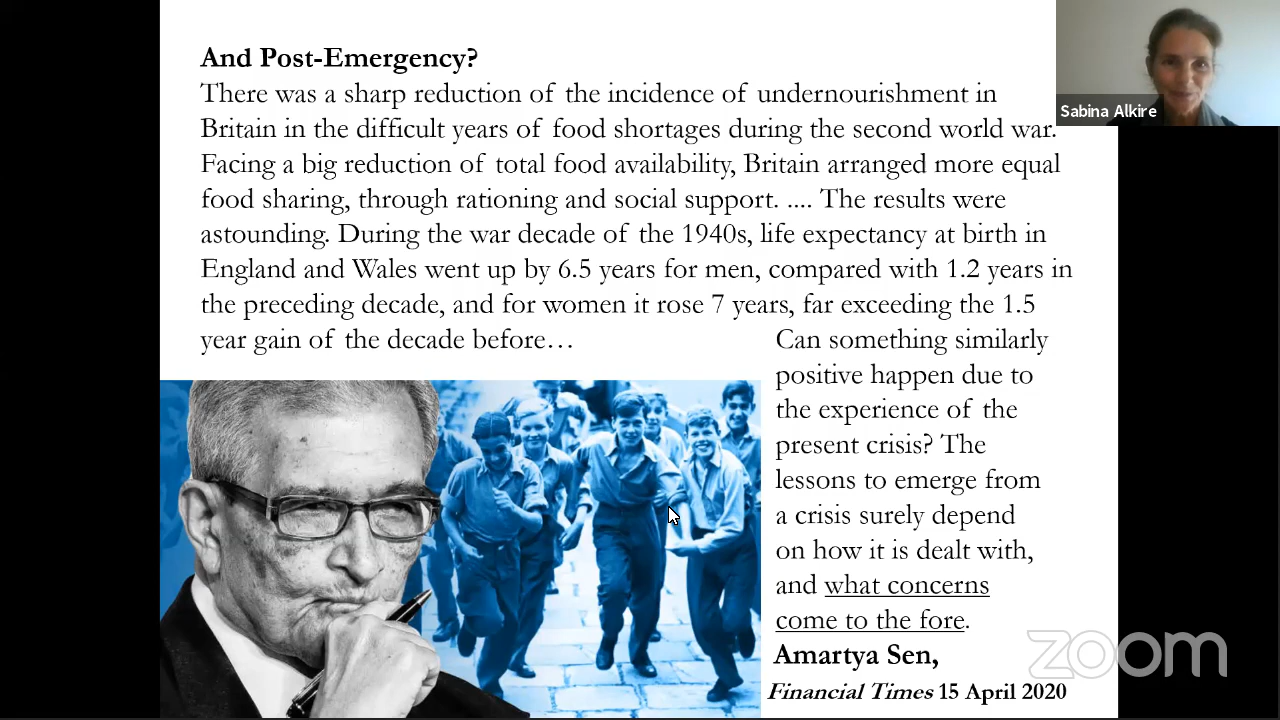 And Post-Emergency?
There was a sharp reduction of the incidence of undernourishment in
Britain in the difficult years of food shortages during the second world war.
Facing a big reduction of total food availability, Britain arranged more equal
food sharing, through rationing and social support. .... The results were
astounding. During the war decade of the 1940s, life expectancy at birth in
England and Wales went up by 6.5 years for men, compared with 1.2 years in
the preceding decade, and for women it rose 7 years, far exceeding the 1.5
year gain of the decade before…
Can something similarly
positive happen due to
the experience of the
present crisis? The
lessons to emerge from
a crisis surely depend
on how it is dealt with,
and what concerns
come to the fore.
Amartya Sen,
Financial Times 15 April 2020
Sabina Alkire
zoom